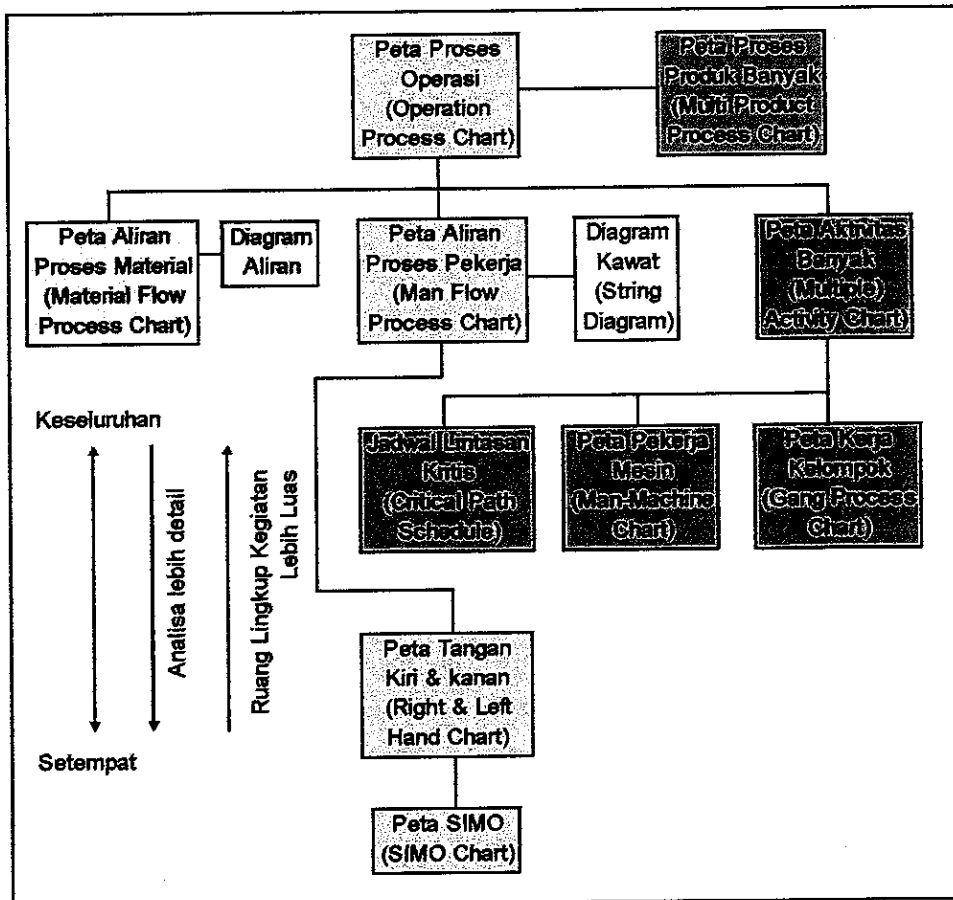 Peta Proses
Operasi
(Operation
Process Chart)
Peta Proses
Produk Banyak
(Multi Product
Process Chart)
Peta Aliran
Proses Material
(Material Flow
Process Chart)
Diagram
Aliran
Peta Aliran
Proses Pekerja
(Man Flow
Process Chart)
Diagram
Kawat
(String
Diagram)
Peta Aktivitas
Banyak
(Multiple)
Activity Chart)
Keseluruhan
Analisa lebih detail
Ruang Lingkup Kegiatan
Lebih Luas
Setempat
Jadwal Lintasan
Kritis
(Critical Path
Schedule)
Peta Pekerja
Mesin
(Man-Machine
Chart)
Peta Kerja
Kelompok
(Gang Process
Chart)
Peta Tangan
Kiri & kanan
(Right & Left
Hand Chart)
Peta SIMO
(SIMO Chart)